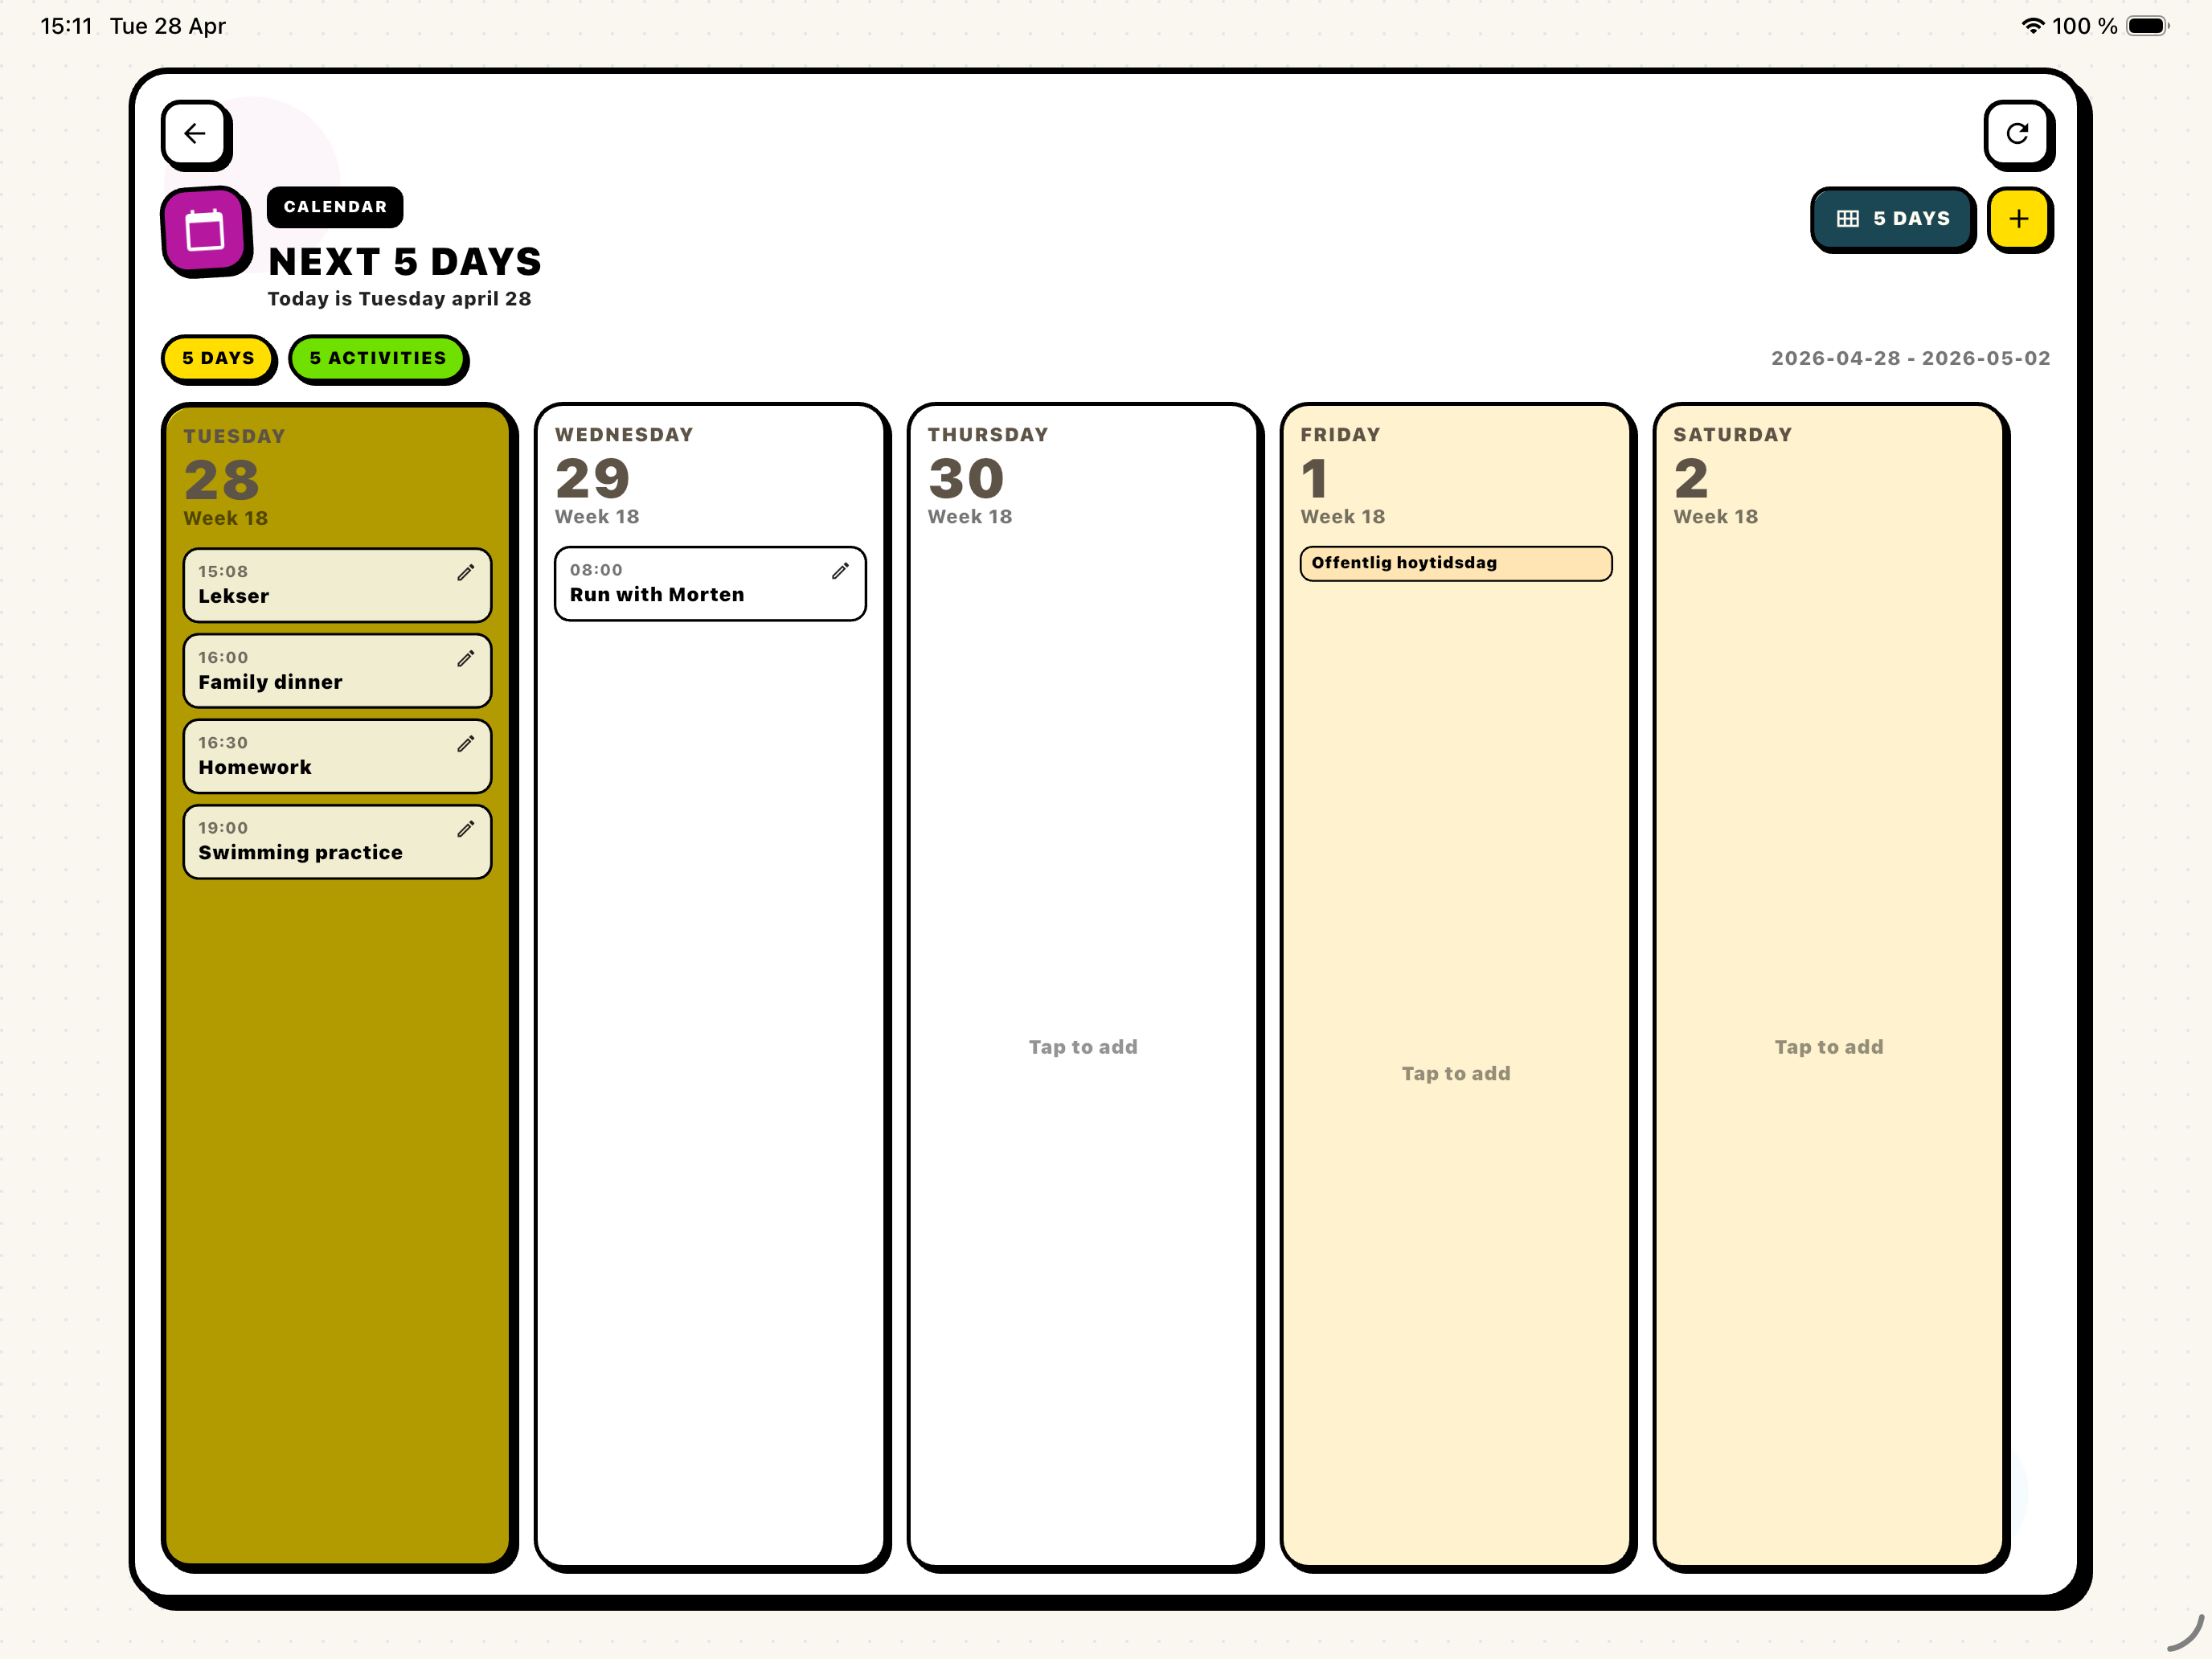 15:11 Tue 28 Apr
100 %
CALENDAR
NEXT 5 DAYS
Today is Tuesday april 28
5 DAYS
5 DAYS
5 ACTIVITIES
2026-04-28 - 2026-05-02
TUESDAY
28
Week 18
15:08
Lekser
16:00
Family dinner
16:30
Homework
19:00
Swimming practice
WEDNESDAY
29
Week 18
08:00
Run with Morten
THURSDAY
30
Week 18
Tap to add
FRIDAY
1
Week 18
Offentlig hoytidsdag
Tap to add
SATURDAY
2
Week 18
Tap to add